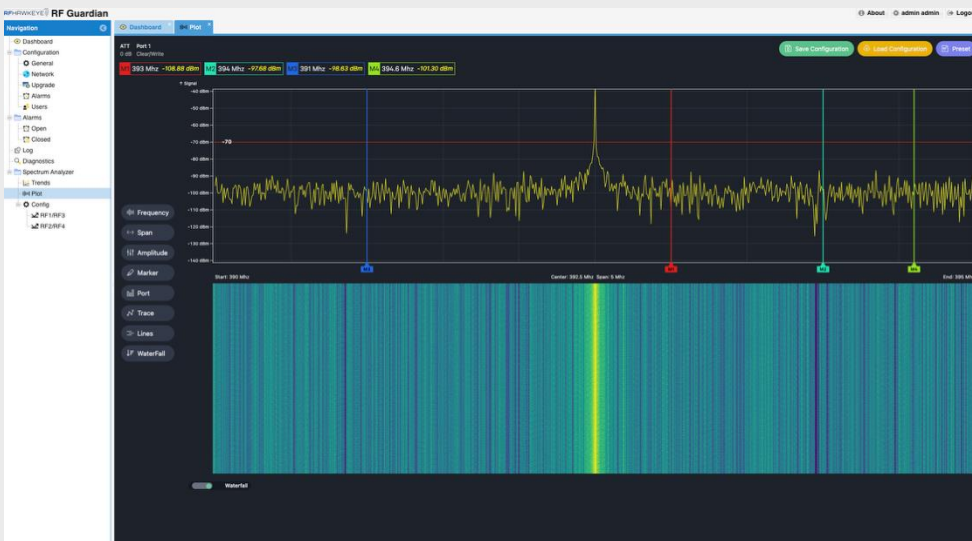 RFHAWKEYE RF Guardian
About admin admin
Navigation
Dashboard
Plot
Dashboard
Configuration
General
Network
Upgrade
Alarms
Users
Alarms
Open
Closed
Log
Diagnostics
Spectrum Analyzer
Trends
Plot
Config
RF1/RF3
RF2/RF4
ATT Port 1
0 dB Clear/Write
Save Configuration
Load Configuration
Preset
M1 393 Mhz -108.88 dBm
M2 394 Mhz -97.68 dBm
391 Mhz -98.63 dBm
M4 394.6 Mhz -101.30 dBm
Signal
-40 dBm
-50 dBm
-60 dBm
-70 dBm
-70
-80 dBm
-90 dBm
-100 dBm
-110 dBm
-120 dBm
-130 dBm
-140 dBm
M2
M4
Start: 390 Mhz
Center: 392.5 Mhz Span: 5 Mhz
End: 395
Frequency
Span
Amplitude
Marker
Port
Trace
Lines
WaterFall
Waterfall